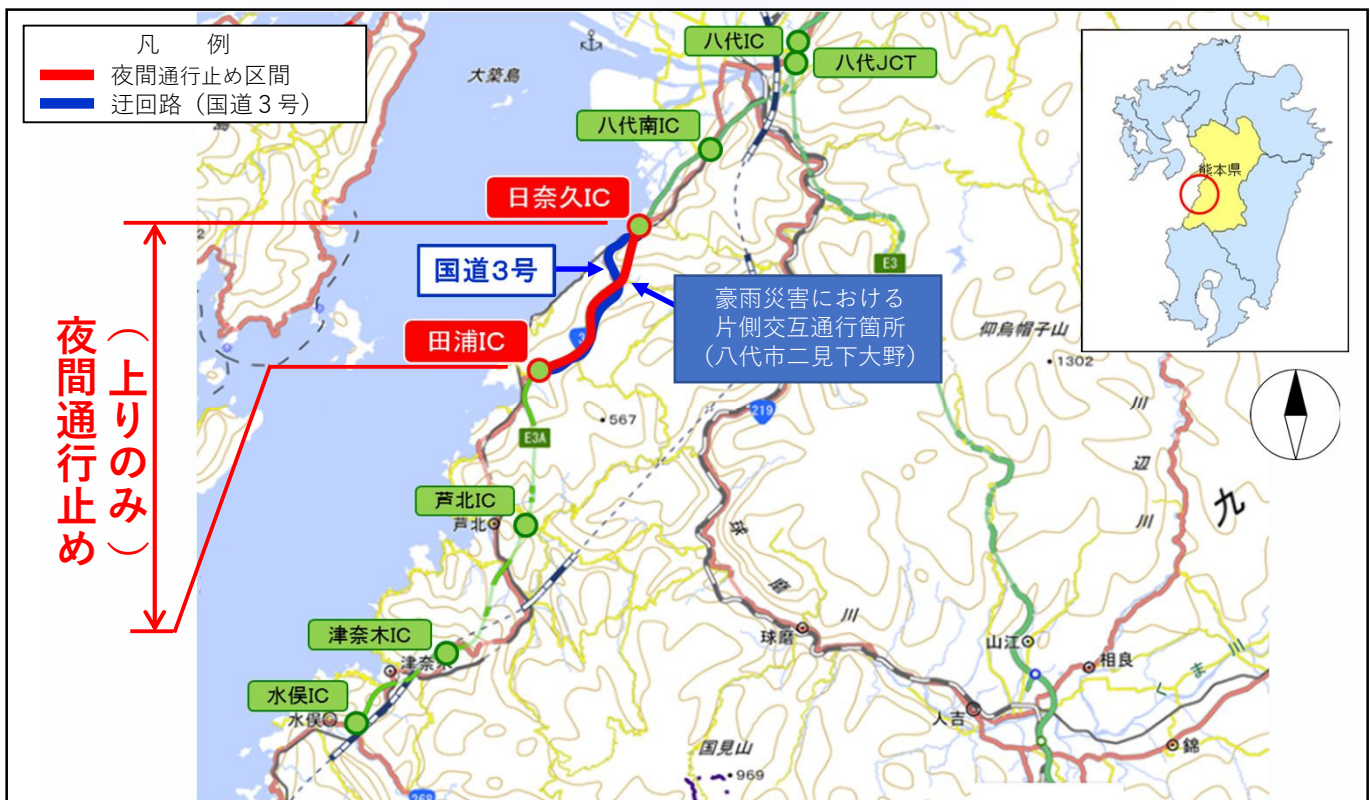 凡　例
夜間通行止め区間
迂回路（国道３号）
大築島
八代IC
八代JCT
八代南IC
日奈久IC
国道3号
田浦IC
豪雨災害における
片側交互通行箇所
(八代市二見下大野)
夜間通行止め
（上りのみ）
熊本県
E3
仰烏帽子山
・1302
・567
219
3
E3A
芦北IC
芦北
津奈木IC
津奈木
水俣IC
水俣
球磨
球
磨
川
川
辺
川
九
山江
相良
人吉
くま川
錦
国見山
・969
268